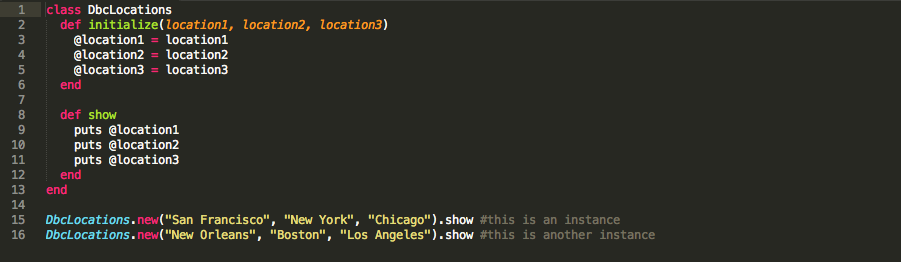 1 class DbcLocations
2   def initialize(location1, location2, location3)
3     @location1 = location1
4     @location2 = location2
5     @location3 = location3
6   end
7
8   def show
9     puts @location1
10     puts @location2
11     puts @location3
12   end
13 end
14
15 DbcLocations.new("San Francisco", "New York", "Chicago").show #this is an instance
16 DbcLocations.new("New Orleans", "Boston", "Los Angeles").show #this is another instance